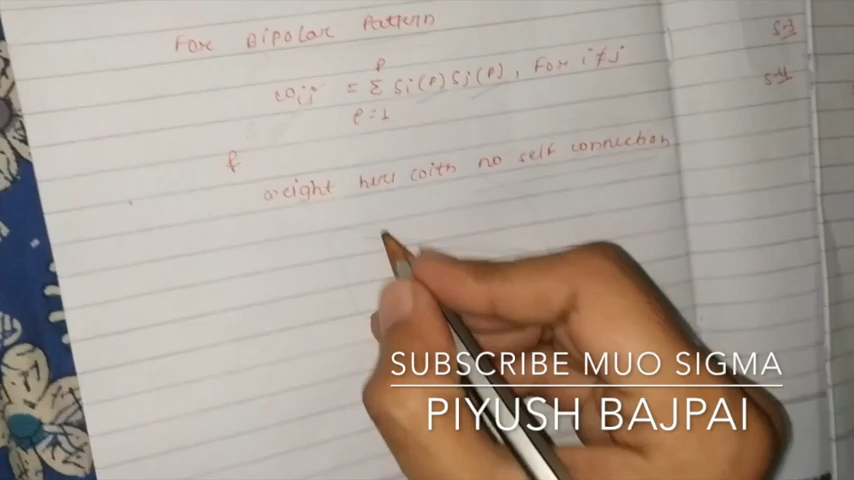 For Bipolar Pattern
P
wij = Σ Si(P) Sj(P), For i≠j
P=1
&
weight here with no self connection
SUBSCRIBE MUO SIGMA
PIYUSH BAJPAI